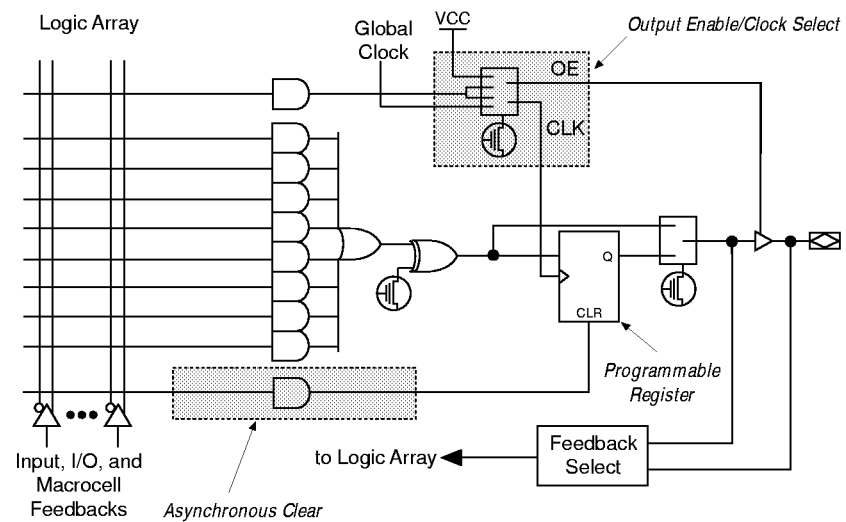 Logic Array
Global
Clock
VCC
Output Enable/Clock Select
OE
CLK
Q
CLR
Programmable
Register
Feedback
Select
to Logic Array
Input, I/O, and
Macrocell
Feedbacks
Asynchronous Clear